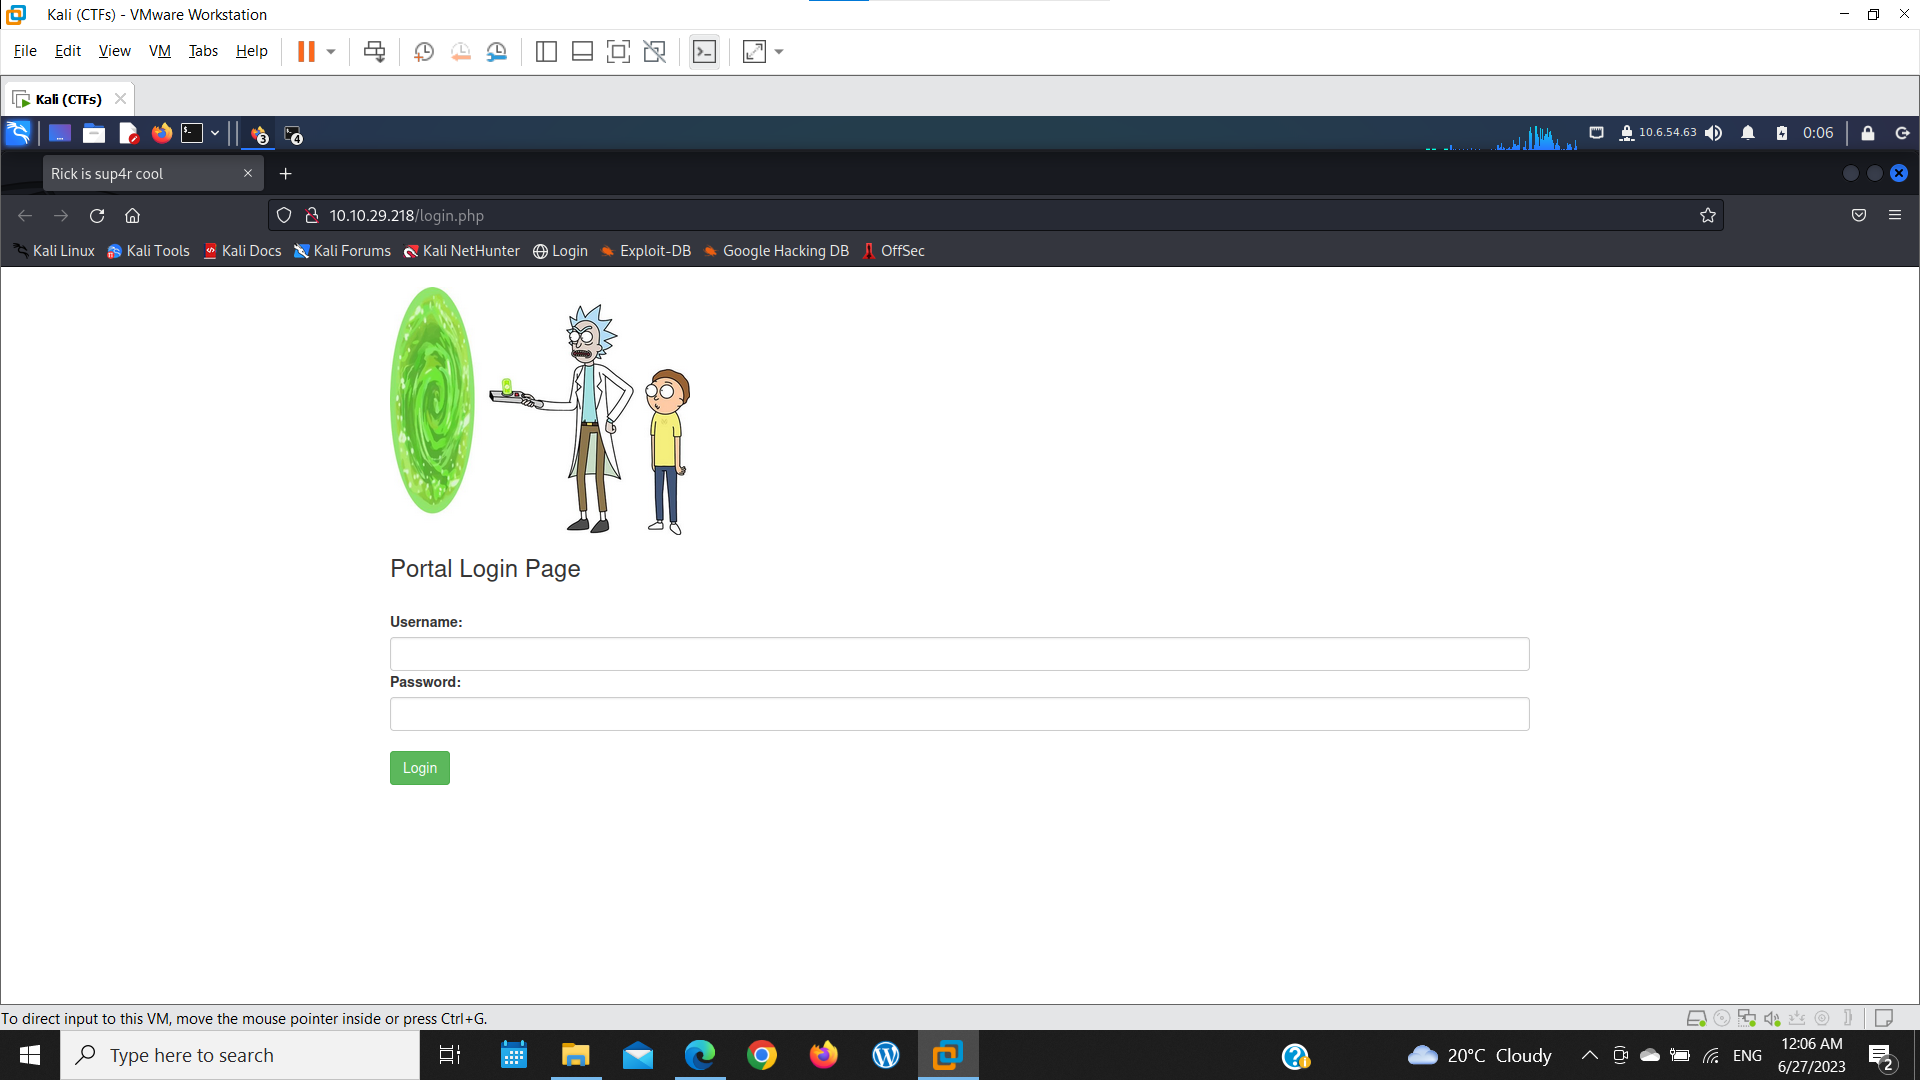 Kali (CTFs) - VMware Workstation
File Edit View VM Tabs Help
Kali (CTFs)
3 4 10.6.54.63 0:06
Rick is sup4r cool
10.10.29.218/login.php
Kali Linux Kali Tools Kali Docs Kali Forums Kali NetHunter Login Exploit-DB Google Hacking DB OffSec
Portal Login Page
Username:
Password:
Login
To direct input to this VM, move the mouse pointer inside or press Ctrl+G.
Type here to search 20°C Cloudy ENG 12:06 AM
6/27/2023 2